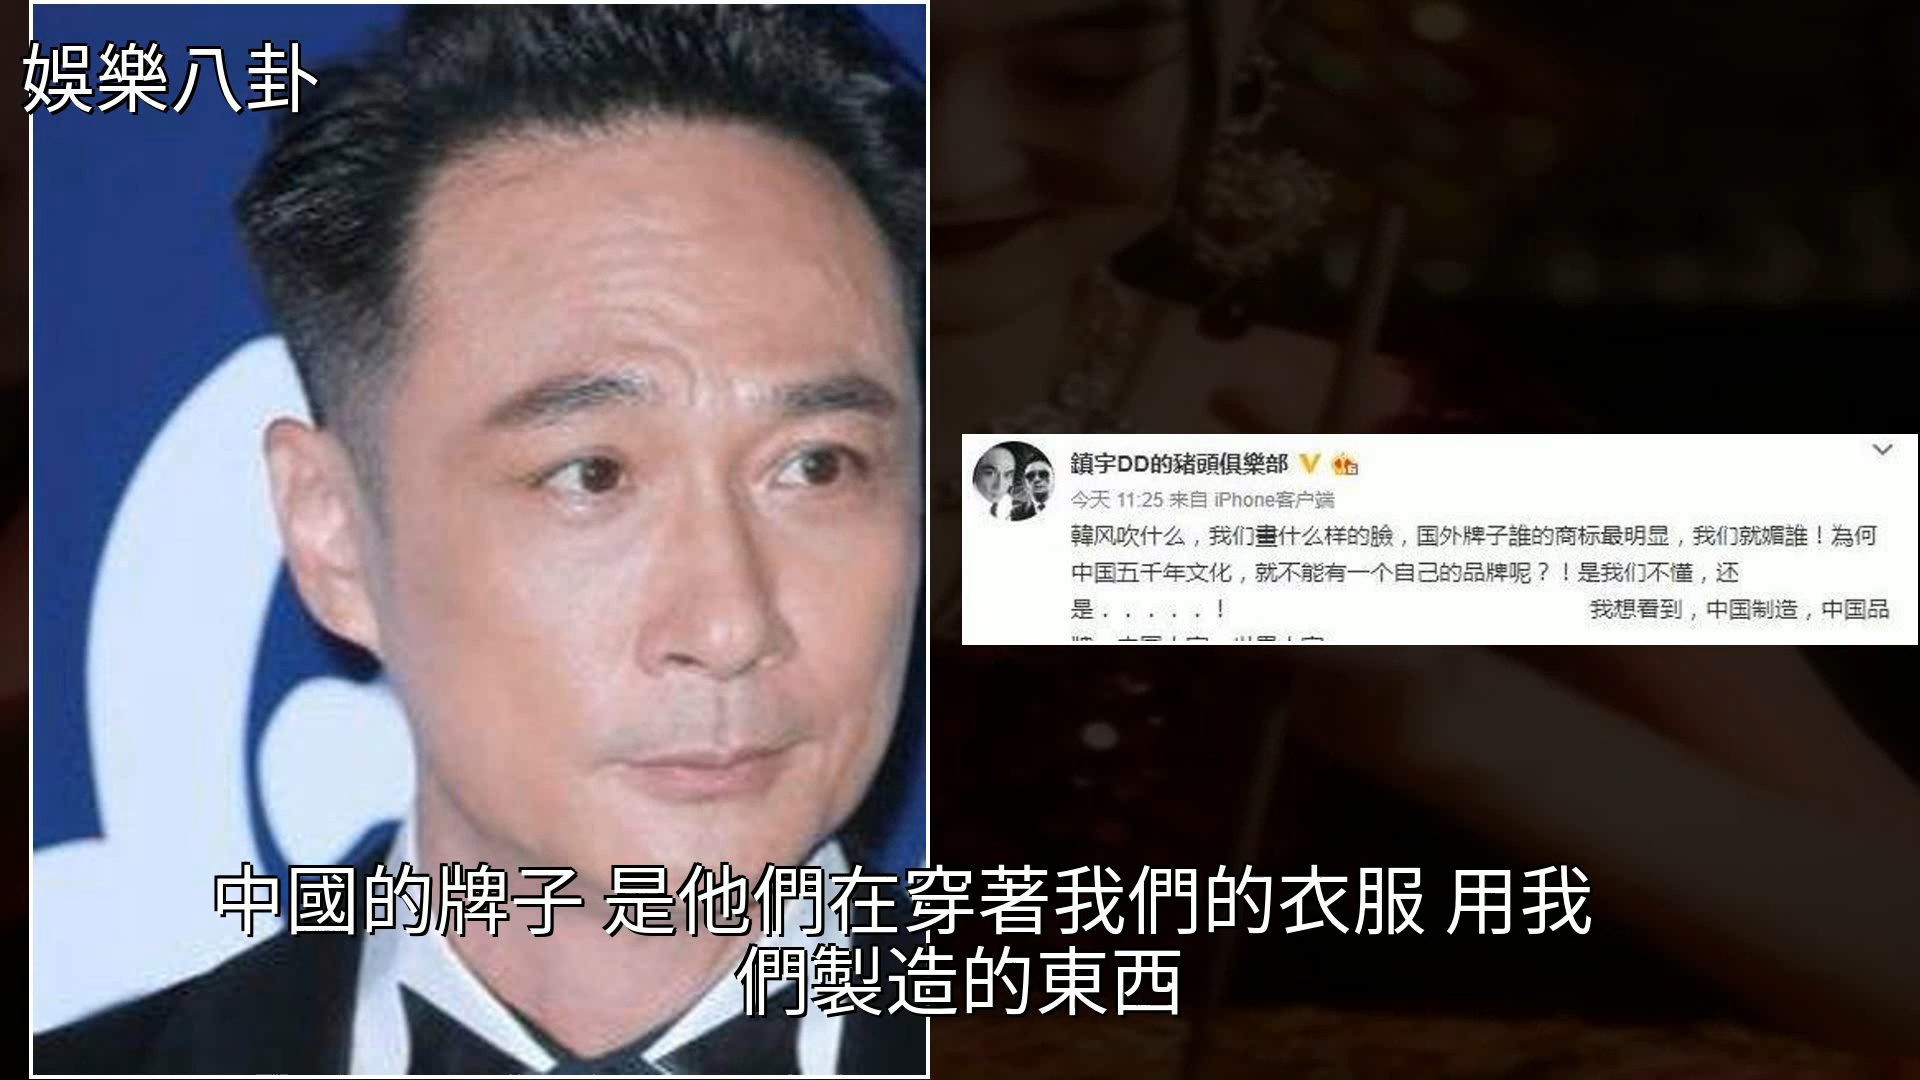 娛樂八卦
鎮宇DD的豬頭俱樂部
今天 11:25 来自 iPhone客户端
韓风吹什么，我们畫什么样的臉，国外牌子誰的商标最明显，我们就媚誰！為何
中国五千年文化，就不能有一个自己的品牌呢？！是我们不懂，还
是．．．．．！ 我想看到，中国制造，中国品
中國的牌子 是他們在穿著我們的衣服 用我
們製造的東西